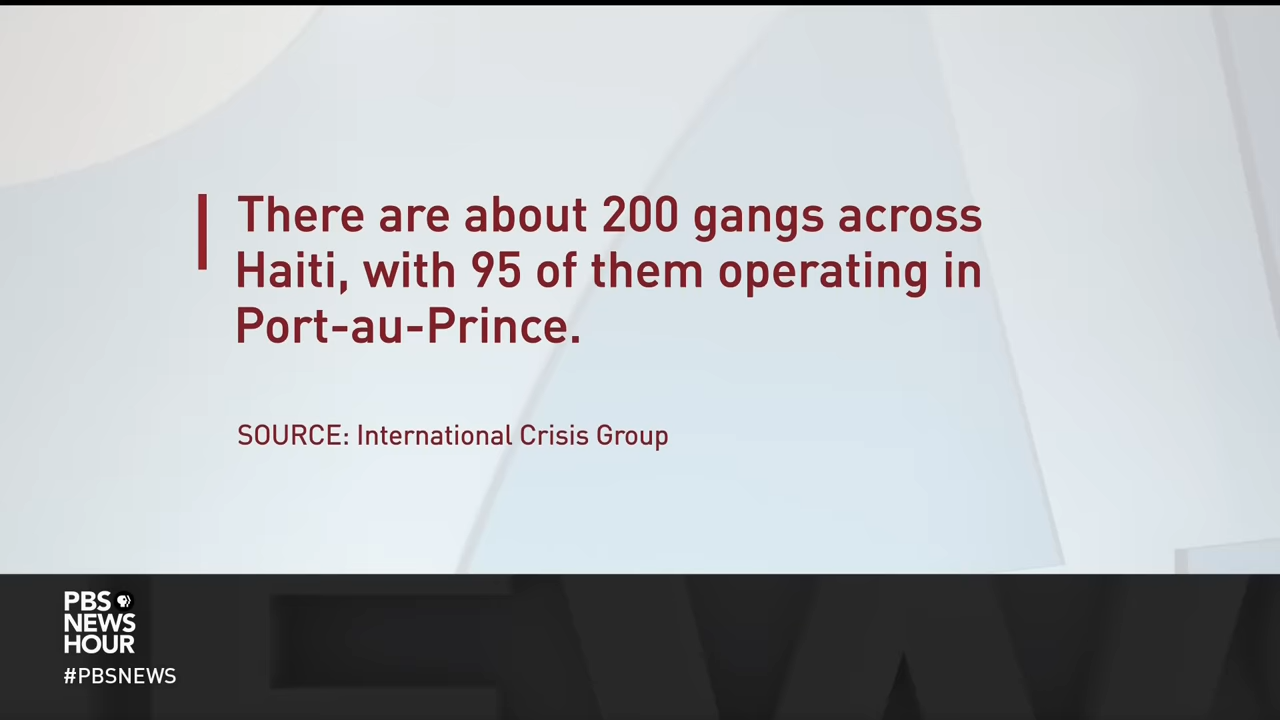 There are about 200 gangs across
Haiti, with 95 of them operating in
Port-au-Prince.
SOURCE: International Crisis Group
PBS
NEWS
HOUR
#PBSNEWS